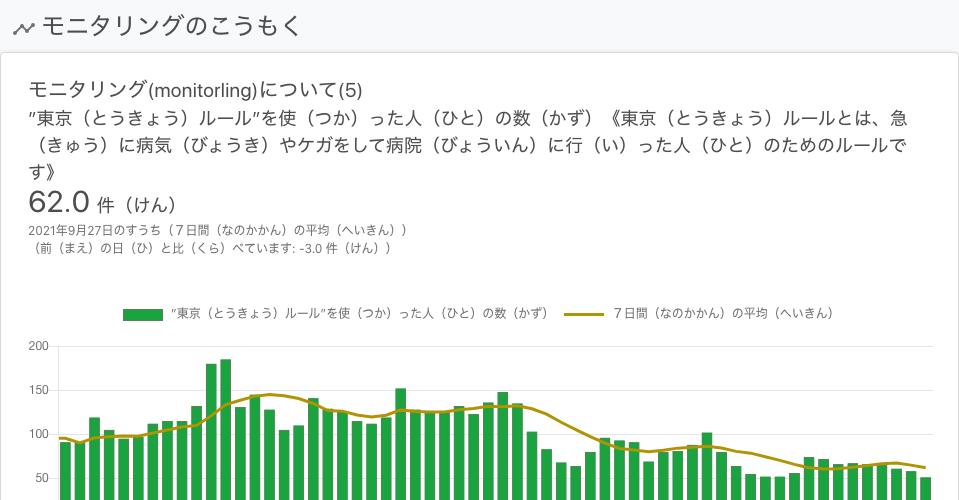 モニタリングのこうもく
モニタリング(monitorling)について(5)
”東京（とうきょう）ルール”を使（つか）った人（ひと）の数（かず）《東京（とうきょう）ルールとは、急
（きゅう）に病気（びょうき）やケガをして病院（びょういん）に行（い）った人（ひと）のためのルールで
す》
62.0 件（けん）
2021年9月27日のすうち（７日間（なのかかん）の平均（へいきん））
（前（まえ）の日（ひ）と比（くら）べています: -3.0 件（けん））
”東京（とうきょう）ルール”を使（つか）った人（ひと）の数（かず） ７日間（なのかかん）の平均（へいきん）
200
150
100
50